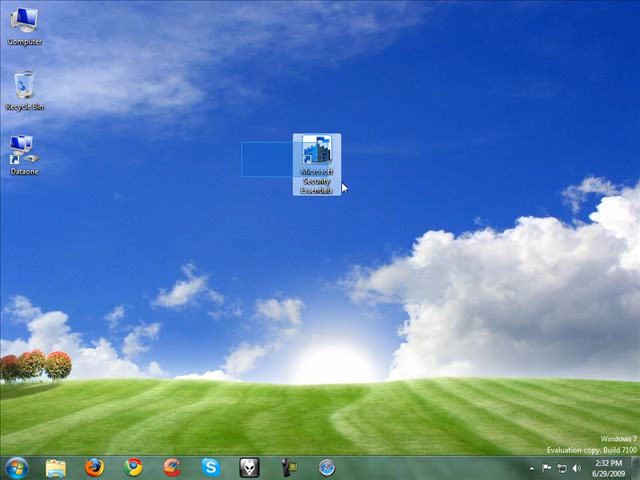 Computer
Recycle Bin
Dataone
Microsoft
Security
Essentials
Windows 7
Evaluation copy. Build 7100
2:32 PM
6/29/2009